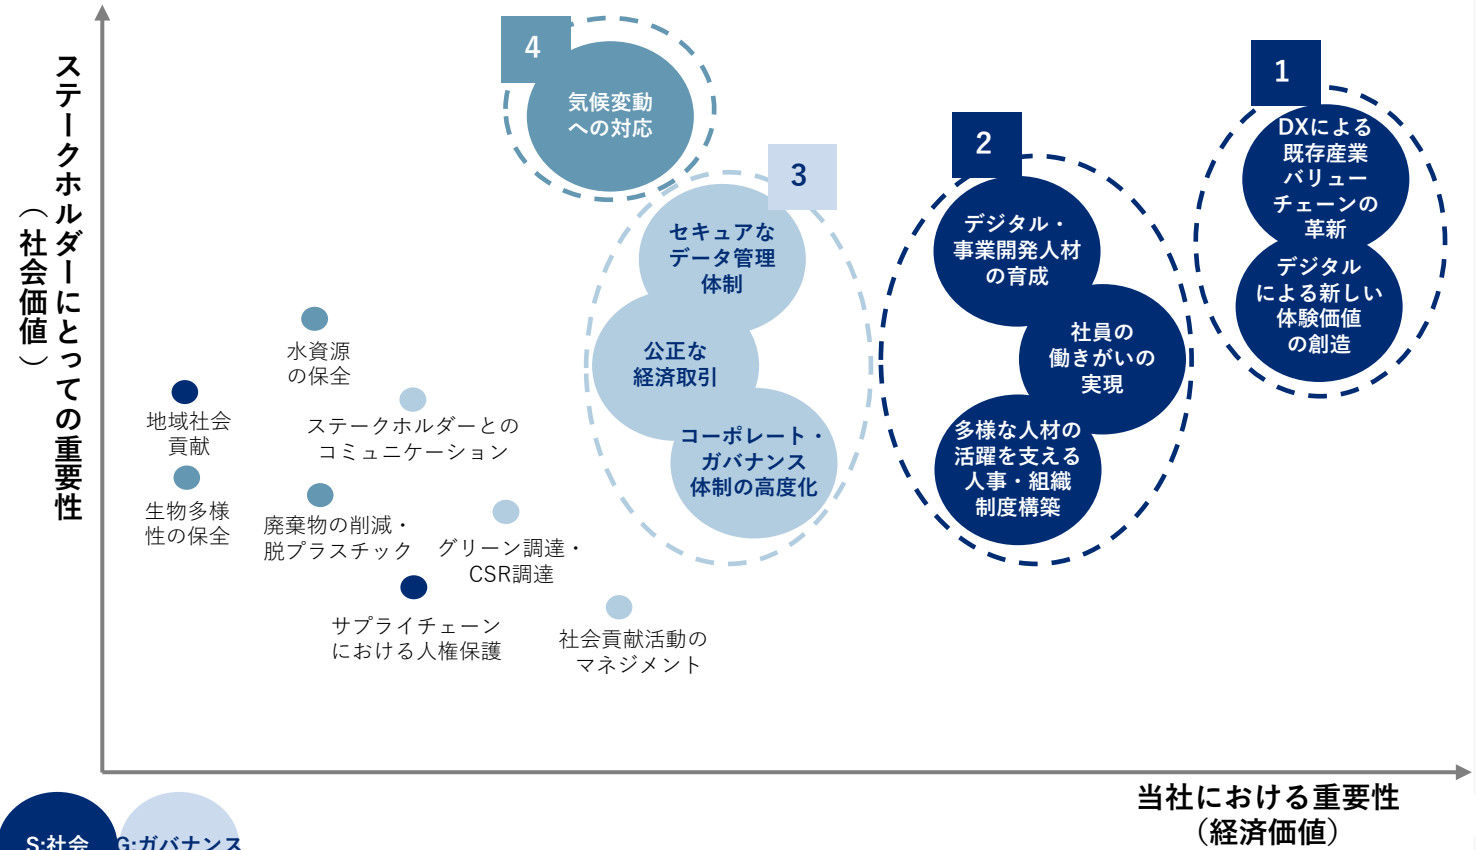 ステークホルダーにとっての重要性
（社会価値）
4
気候変動
への対応
1
DXによる
既存産業
バリュー
チェーンの
革新
デジタル
による新しい
体験価値
の創造
2
デジタル・
事業開発人材
の育成
社員の
働きがいの
実現
多様な人材の
活躍を支える
人事・組織
制度構築
3
セキュアな
データ管理
体制
公正な
経済取引
コーポレート・
ガバナンス
体制の高度化
水資源
の保全
地域社会
貢献
ステークホルダーとの
コミュニケーション
生物多様
性の保全
廃棄物の削減・
脱プラスチック
グリーン調達・
CSR調達
サプライチェーン
における人権保護
社会貢献活動の
マネジメント
当社における重要性
（経済価値）
S:社会
G:ガバナンス